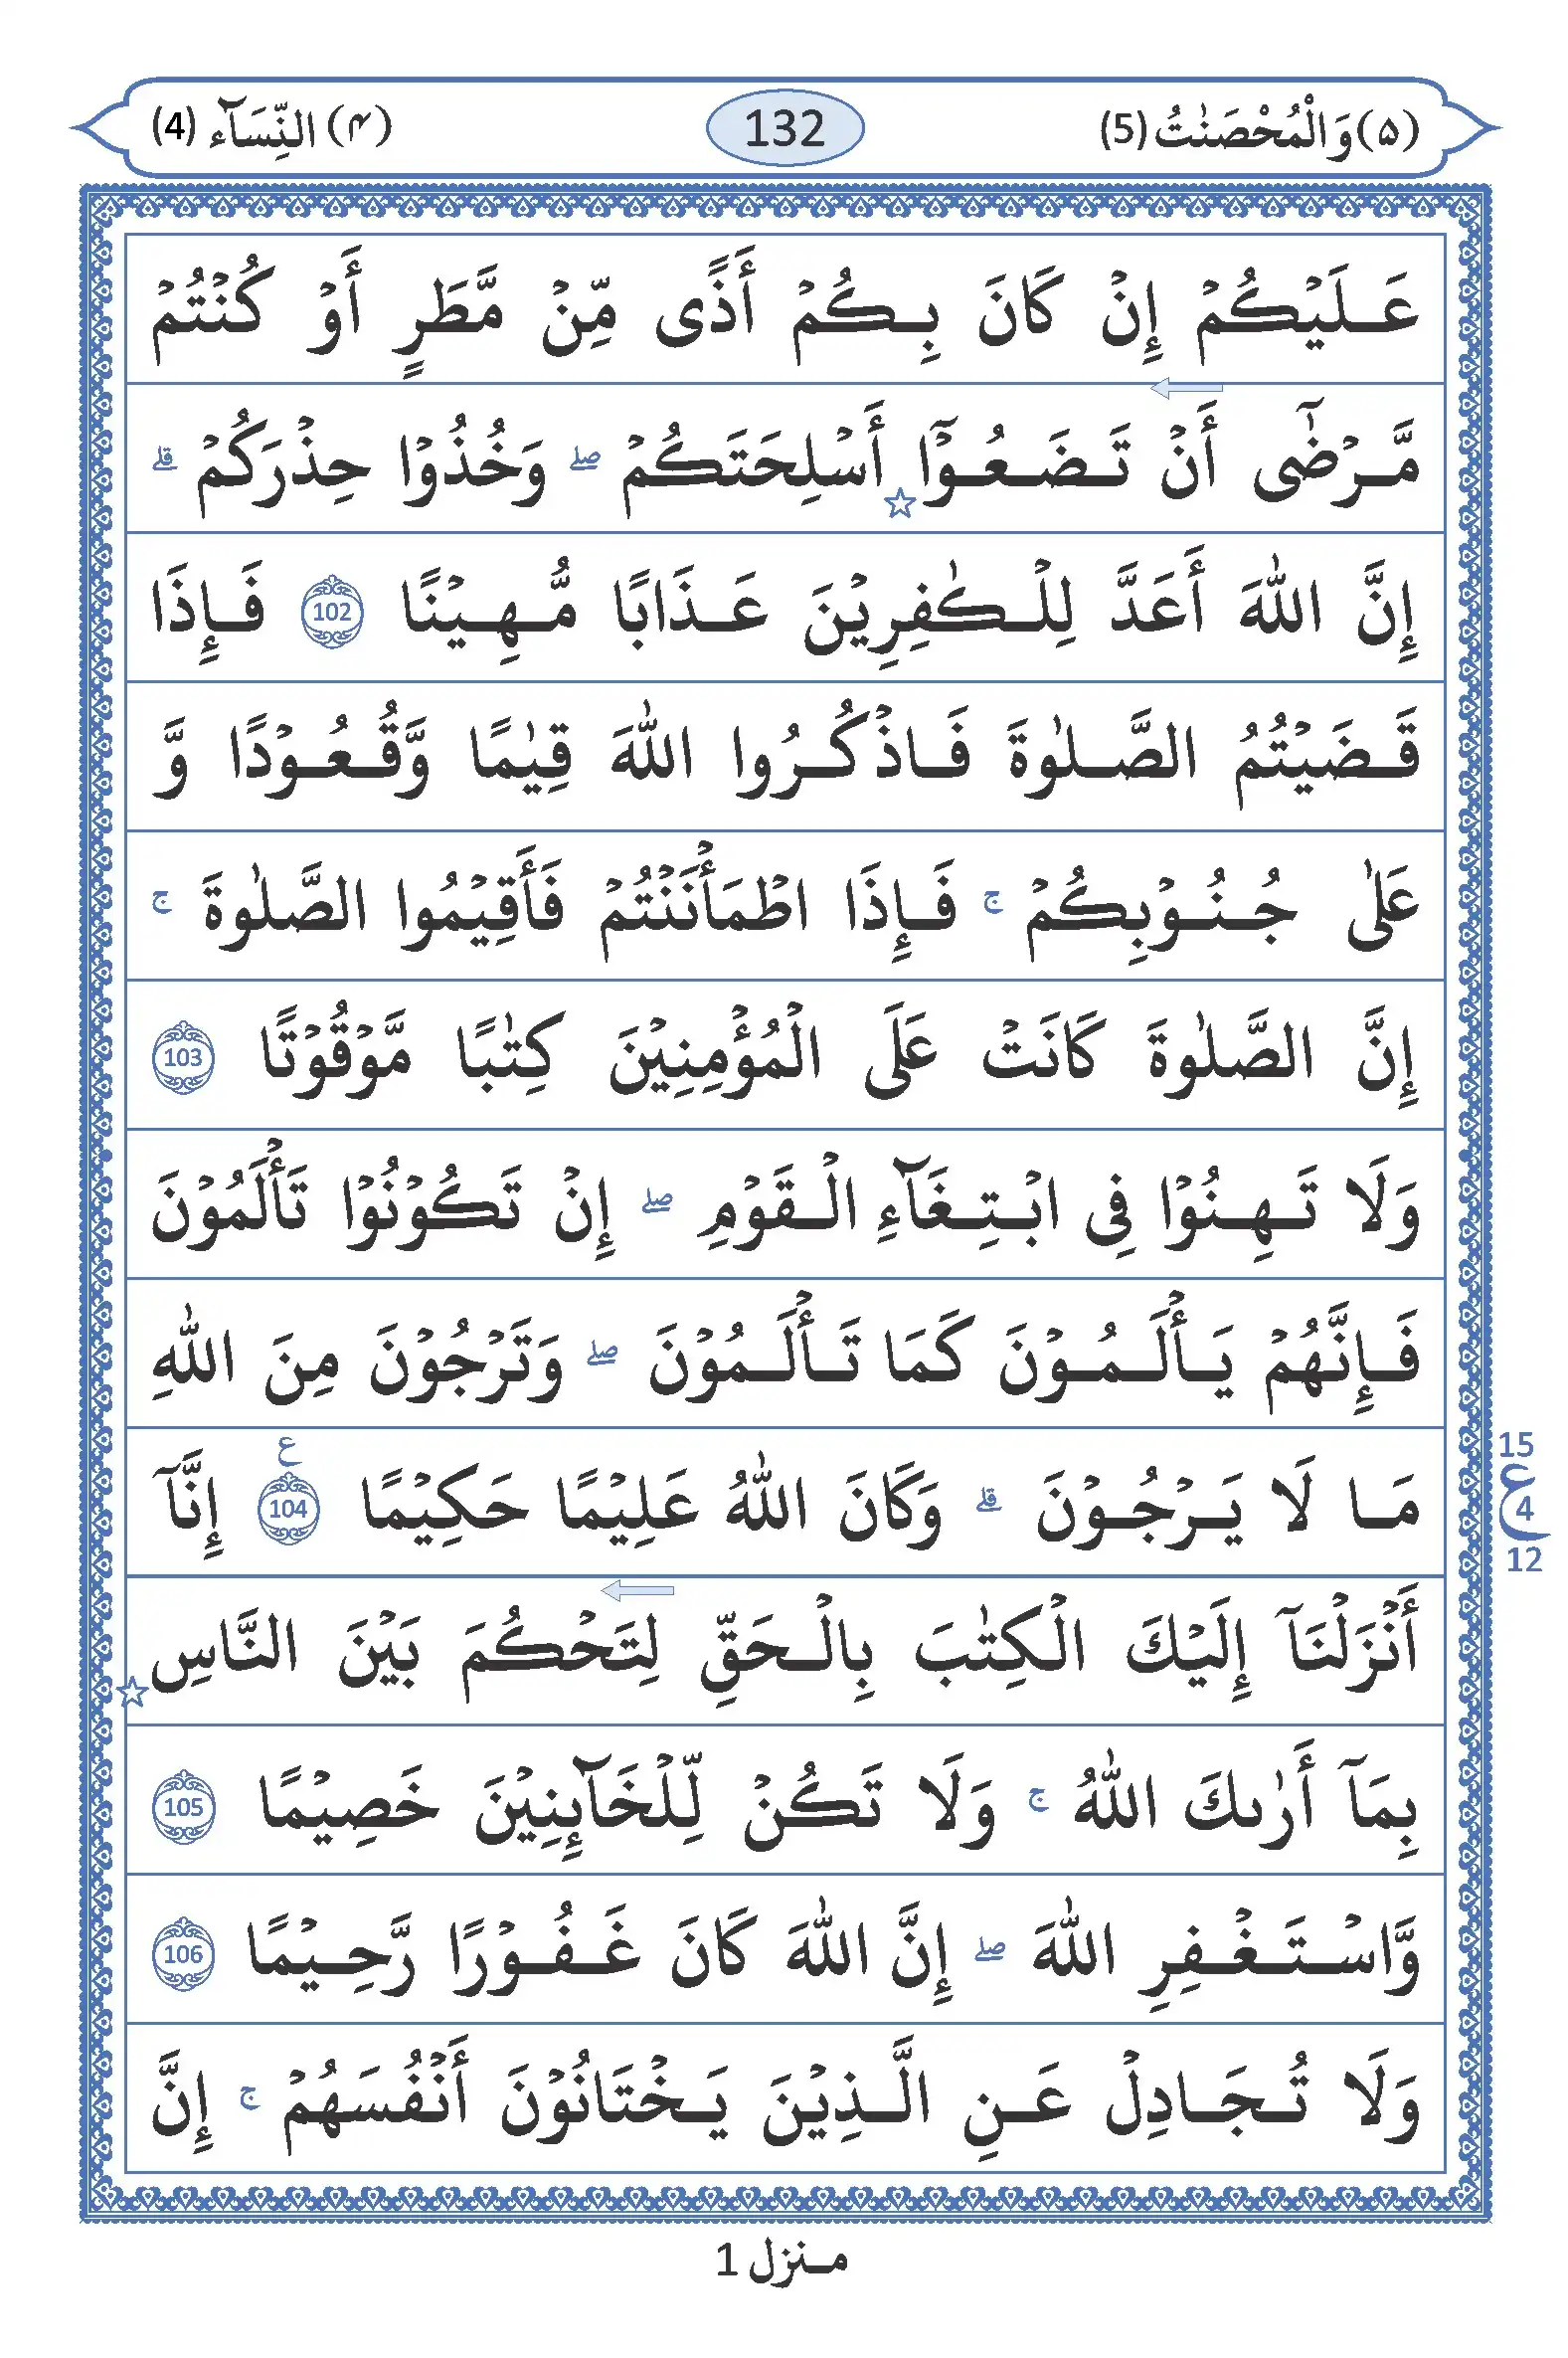 (۵) وَالْمُحْصَنٰتُ (5) 132 (۴) النِّسَآء (4)
عَلَيْكُمْ إِنْ كَانَ بِكُمْ أَذًى مِّنْ مَّطَرٍ أَوْ كُنْتُمْ
مَّرْضٰٓى أَنْ تَضَعُوْٓا ☆ أَسْلِحَتَكُمْ ۖ وَخُذُوْا حِذْرَكُمْ ۗ
إِنَّ اللّٰهَ أَعَدَّ لِلْكٰفِرِيْنَ عَذَابًا مُّهِيْنًا 102 فَإِذَا
قَضَيْتُمُ الصَّلٰوةَ فَاذْكُرُوا اللّٰهَ قِيٰمًا وَّقُعُوْدًا وَّ
عَلٰى جُنُوْبِكُمْ ۚ فَإِذَا اطْمَأْنَنْتُمْ فَأَقِيْمُوا الصَّلٰوةَ ۚ
إِنَّ الصَّلٰوةَ كَانَتْ عَلَى الْمُؤْمِنِيْنَ كِتٰبًا مَّوْقُوْتًا 103
وَلَا تَهِنُوْا فِى ابْتِغَآءِ الْقَوْمِ ۖ إِنْ تَكُوْنُوْا تَأْلَمُوْنَ
فَإِنَّهُمْ يَأْلَمُوْنَ كَمَا تَأْلَمُوْنَ ۖ وَتَرْجُوْنَ مِنَ اللّٰهِ
مَا لَا يَرْجُوْنَ ۗ وَكَانَ اللّٰهُ عَلِيْمًا حَكِيْمًا 104 ع إِنَّآ
15 ع 4 12
أَنْزَلْنَآ إِلَيْكَ الْكِتٰبَ بِالْحَقِّ لِتَحْكُمَ بَيْنَ النَّاسِ ☆
بِمَآ أَرٰىكَ اللّٰهُ ۚ وَلَا تَكُنْ لِّلْخَآئِنِيْنَ خَصِيْمًا 105
وَّاسْتَغْفِرِ اللّٰهَ ۖ إِنَّ اللّٰهَ كَانَ غَفُوْرًا رَّحِيْمًا 106
وَلَا تُجَادِلْ عَنِ الَّذِيْنَ يَخْتَانُوْنَ أَنْفُسَهُمْ ۚ إِنَّ
منزل 1